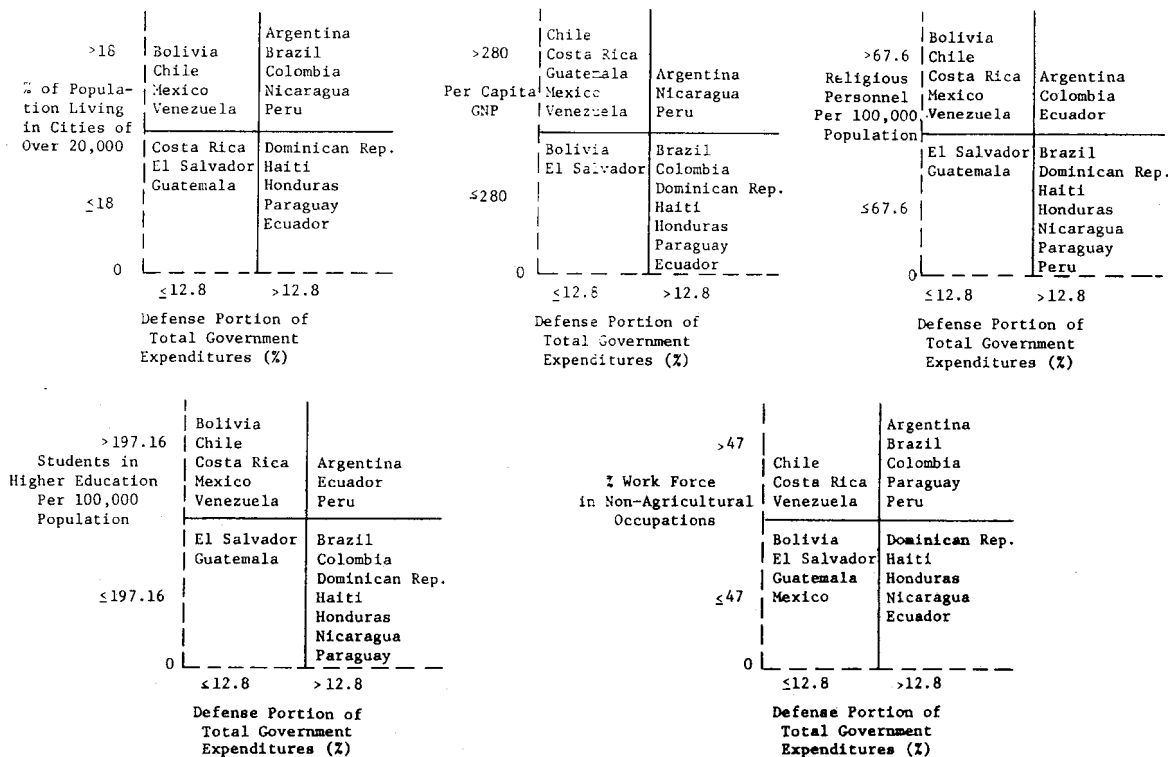 >18
% of Popula-
tion Living
in Cities of
Over 20,000
≤18
0
Bolivia
Chile
Mexico
Venezuela
Argentina
Brazil
Colombia
Nicaragua
Peru
Costa Rica
El Salvador
Guatemala
Dominican Rep.
Haiti
Honduras
Paraguay
Ecuador
≤12.8 >12.8
Defense Portion of
Total Government
Expenditures (%)
>280
Per Capita
GNP
≤280
0
Chile
Costa Rica
Guatemala
Mexico
Venezuela
Argentina
Nicaragua
Peru
Bolivia
El Salvador
Brazil
Colombia
Dominican Rep.
Haiti
Honduras
Paraguay
Ecuador
≤12.8 >12.8
Defense Portion of
Total Government
Expenditures (%)
>67.6
Religious
Personnel
Per 100,000
Population
≤67.6
0
Bolivia
Chile
Costa Rica
Mexico
Venezuela
Argentina
Colombia
Ecuador
El Salvador
Guatemala
Brazil
Dominican Rep.
Haiti
Honduras
Nicaragua
Paraguay
Peru
≤12.8 >12.8
Defense Portion of
Total Government
Expenditures (%)
>197.16
Students in
Higher Education
Per 100,000
Population
≤197.16
0
Bolivia
Chile
Costa Rica
Mexico
Venezuela
Argentina
Ecuador
Peru
El Salvador
Guatemala
Brazil
Colombia
Dominican Rep.
Haiti
Honduras
Nicaragua
Paraguay
≤12.8 >12.8
Defense Portion of
Total Government
Expenditures (%)
>47
% Work Force
in Non-Agricultural
Occupations
≤47
0
Chile
Costa Rica
Venezuela
Argentina
Brazil
Colombia
Paraguay
Peru
Bolivia
El Salvador
Guatemala
Mexico
Dominican Rep.
Haiti
Honduras
Nicaragua
Ecuador
≤12.8 >12.8
Defense Portion of
Total Government
Expenditures (%)